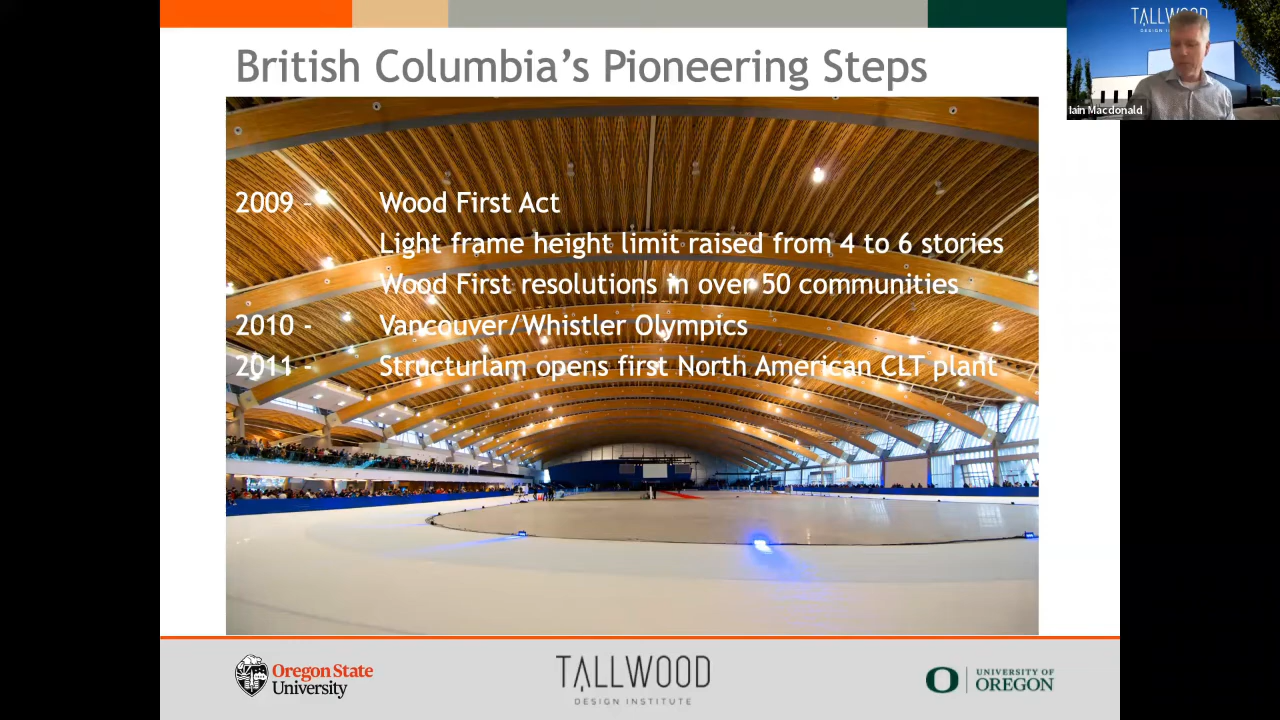 TALLWOOD
DESIGN INSTITUTE
Iain Macdonald
British Columbia's Pioneering Steps
2009 - Wood First Act
Light frame height limit raised from 4 to 6 stories
Wood First resolutions in over 50 communities
2010 - Vancouver/Whistler Olympics
2011 - Structurlam opens first North American CLT plant
Oregon State
University
TALLWOOD
DESIGN INSTITUTE
UNIVERSITY OF
OREGON